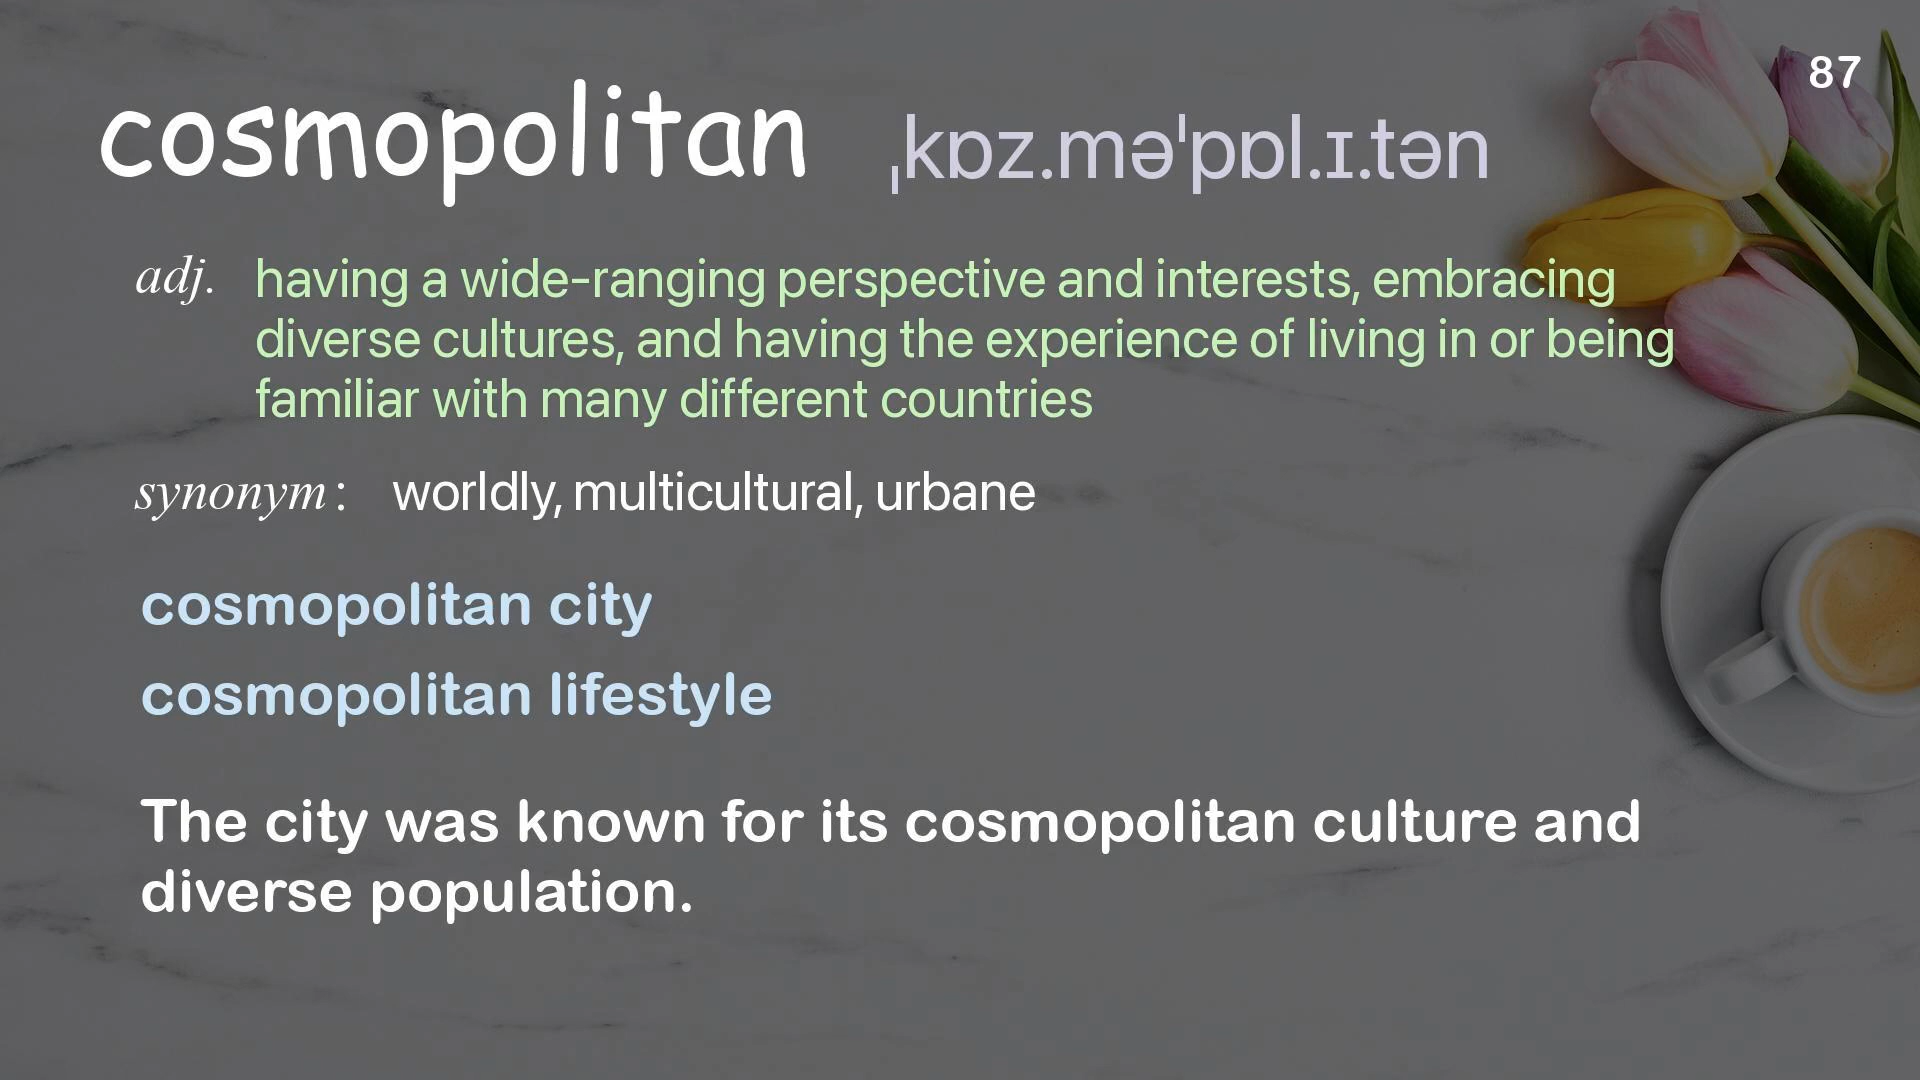 87
cosmopolitan ˌkɒz.məˈpɒl.ɪ.tən
adj. having a wide-ranging perspective and interests, embracing
diverse cultures, and having the experience of living in or being
familiar with many different countries
synonym: worldly, multicultural, urbane
cosmopolitan city
cosmopolitan lifestyle
The city was known for its cosmopolitan culture and
diverse population.